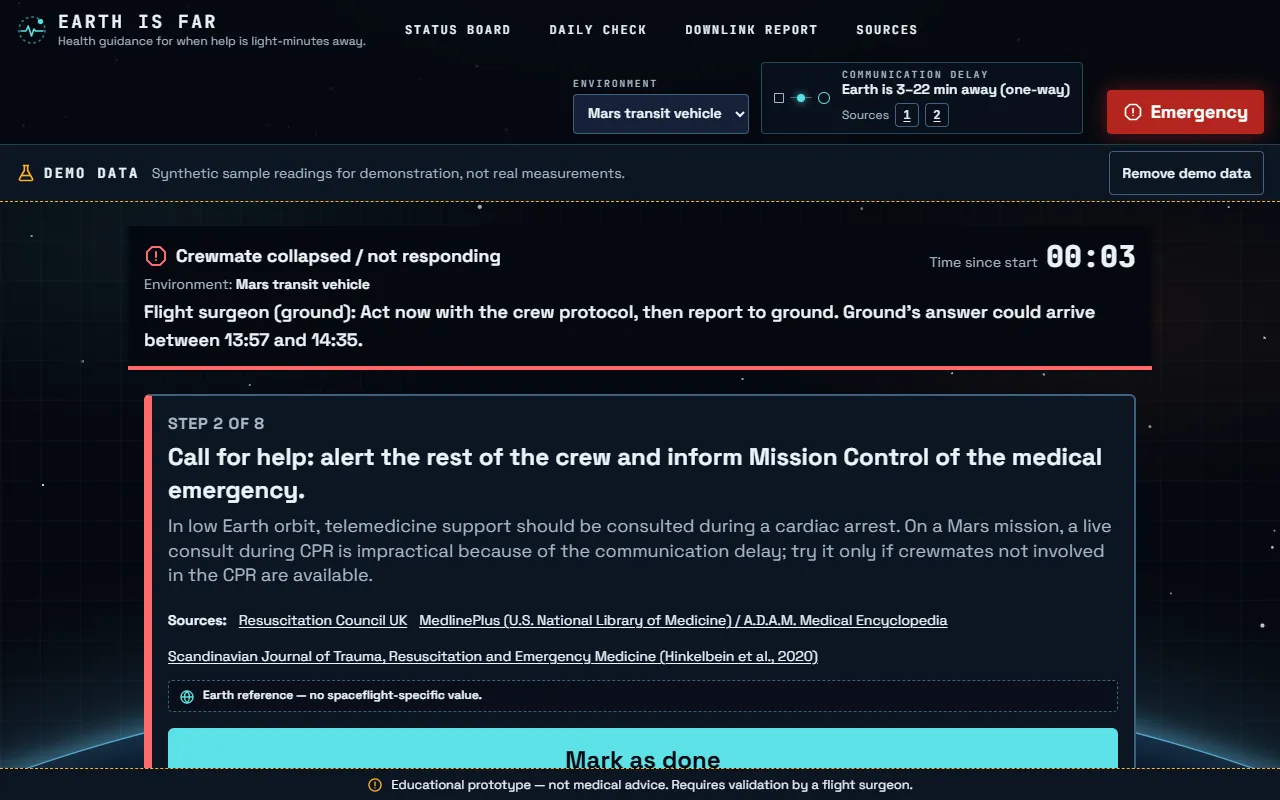 EARTH IS FAR
Health guidance for when help is light-minutes away.
STATUS BOARD
DAILY CHECK
DOWNLINK REPORT
SOURCES
ENVIRONMENT
Mars transit vehicle
COMMUNICATION DELAY
Earth is 3–22 min away (one-way)
Sources 1 2
Emergency
DEMO DATA Synthetic sample readings for demonstration, not real measurements.
Remove demo data
Crewmate collapsed / not responding
Time since start 00:03
Environment: Mars transit vehicle
Flight surgeon (ground): Act now with the crew protocol, then report to ground. Ground's answer could arrive
between 13:57 and 14:35.
STEP 2 OF 8
Call for help: alert the rest of the crew and inform Mission Control of the medical
emergency.
In low Earth orbit, telemedicine support should be consulted during a cardiac arrest. On a Mars mission, a live
consult during CPR is impractical because of the communication delay; try it only if crewmates not involved
in the CPR are available.
Sources: Resuscitation Council UK MedlinePlus (U.S. National Library of Medicine) / A.D.A.M. Medical Encyclopedia
Scandinavian Journal of Trauma, Resuscitation and Emergency Medicine (Hinkelbein et al., 2020)
Earth reference — no spaceflight-specific value.
Mark as done
Educational prototype — not medical advice. Requires validation by a flight surgeon.